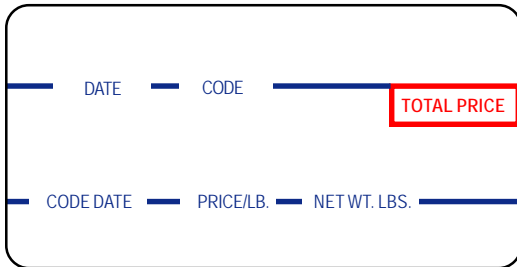 DATE CODE
TOTAL PRICE
CODE DATE PRICE/LB. NET WT. LBS.